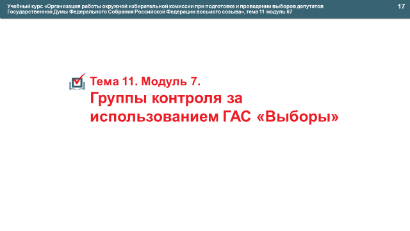 Учебный курс «Организация работы окружной избирательной комиссии при подготовке и проведении выборов депутатов
Государственной Думы Федерального Собрания Российской Федерации восьмого созыва», тема 11 модуль 67
17
Тема 11. Модуль 7.
Группы контроля за
использованием ГАС «Выборы»